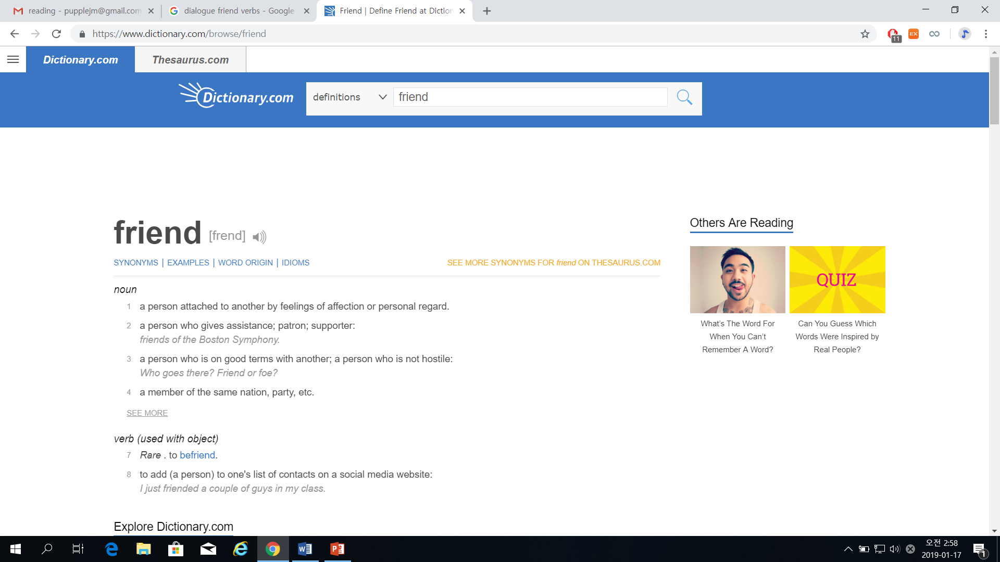 reading - pupplejm@gmail.com
dialogue friend verbs - Google
Friend | Define Friend at Diction
https://www.dictionary.com/browse/friend
11
EX
Dictionary.com
Thesaurus.com
Dictionary.com
definitions
friend
friend [frend]
SYNONYMS | EXAMPLES | WORD ORIGIN | IDIOMS
SEE MORE SYNONYMS FOR friend ON THESAURUS.COM
noun
1 a person attached to another by feelings of affection or personal regard.
2 a person who gives assistance; patron; supporter:
friends of the Boston Symphony.
3 a person who is on good terms with another; a person who is not hostile:
Who goes there? Friend or foe?
4 a member of the same nation, party, etc.
SEE MORE
verb (used with object)
7 Rare . to befriend.
8 to add (a person) to one's list of contacts on a social media website:
I just friended a couple of guys in my class.
Explore Dictionary.com
Others Are Reading
What's The Word For
When You Can't
Remember A Word?
QUIZ
Can You Guess Which
Words Were Inspired by
Real People?
오전 2:58
2019-01-17
1